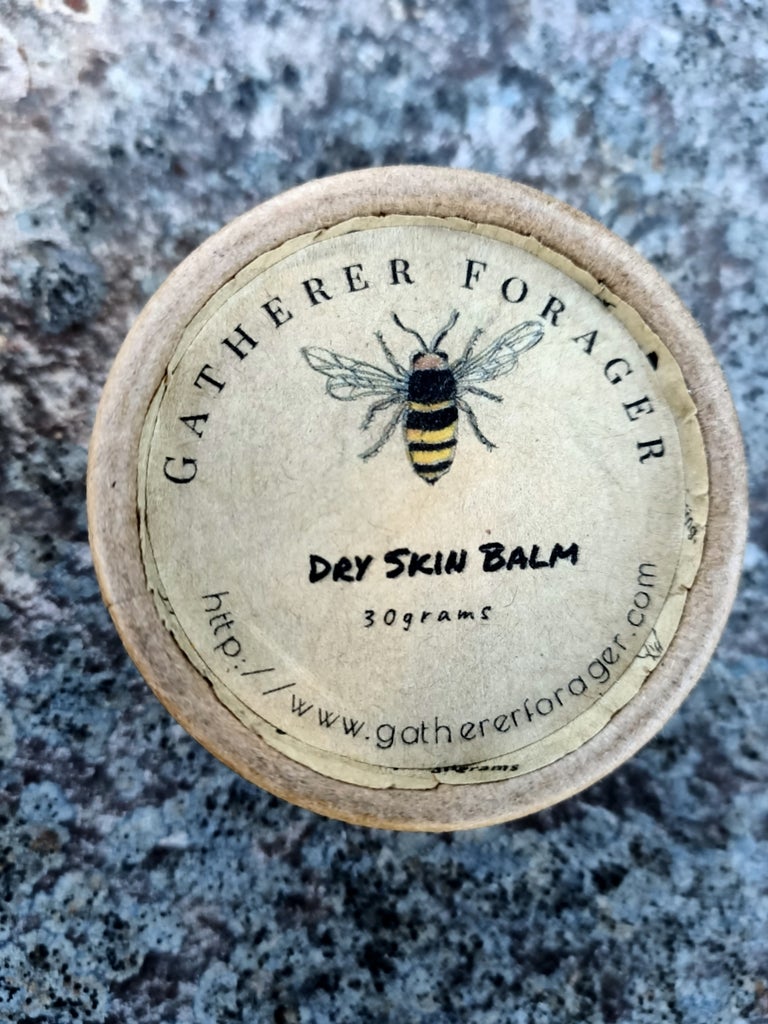 GATHERER FORAGER
DRY SKIN BALM
30grams
http://www.gathererforager.com